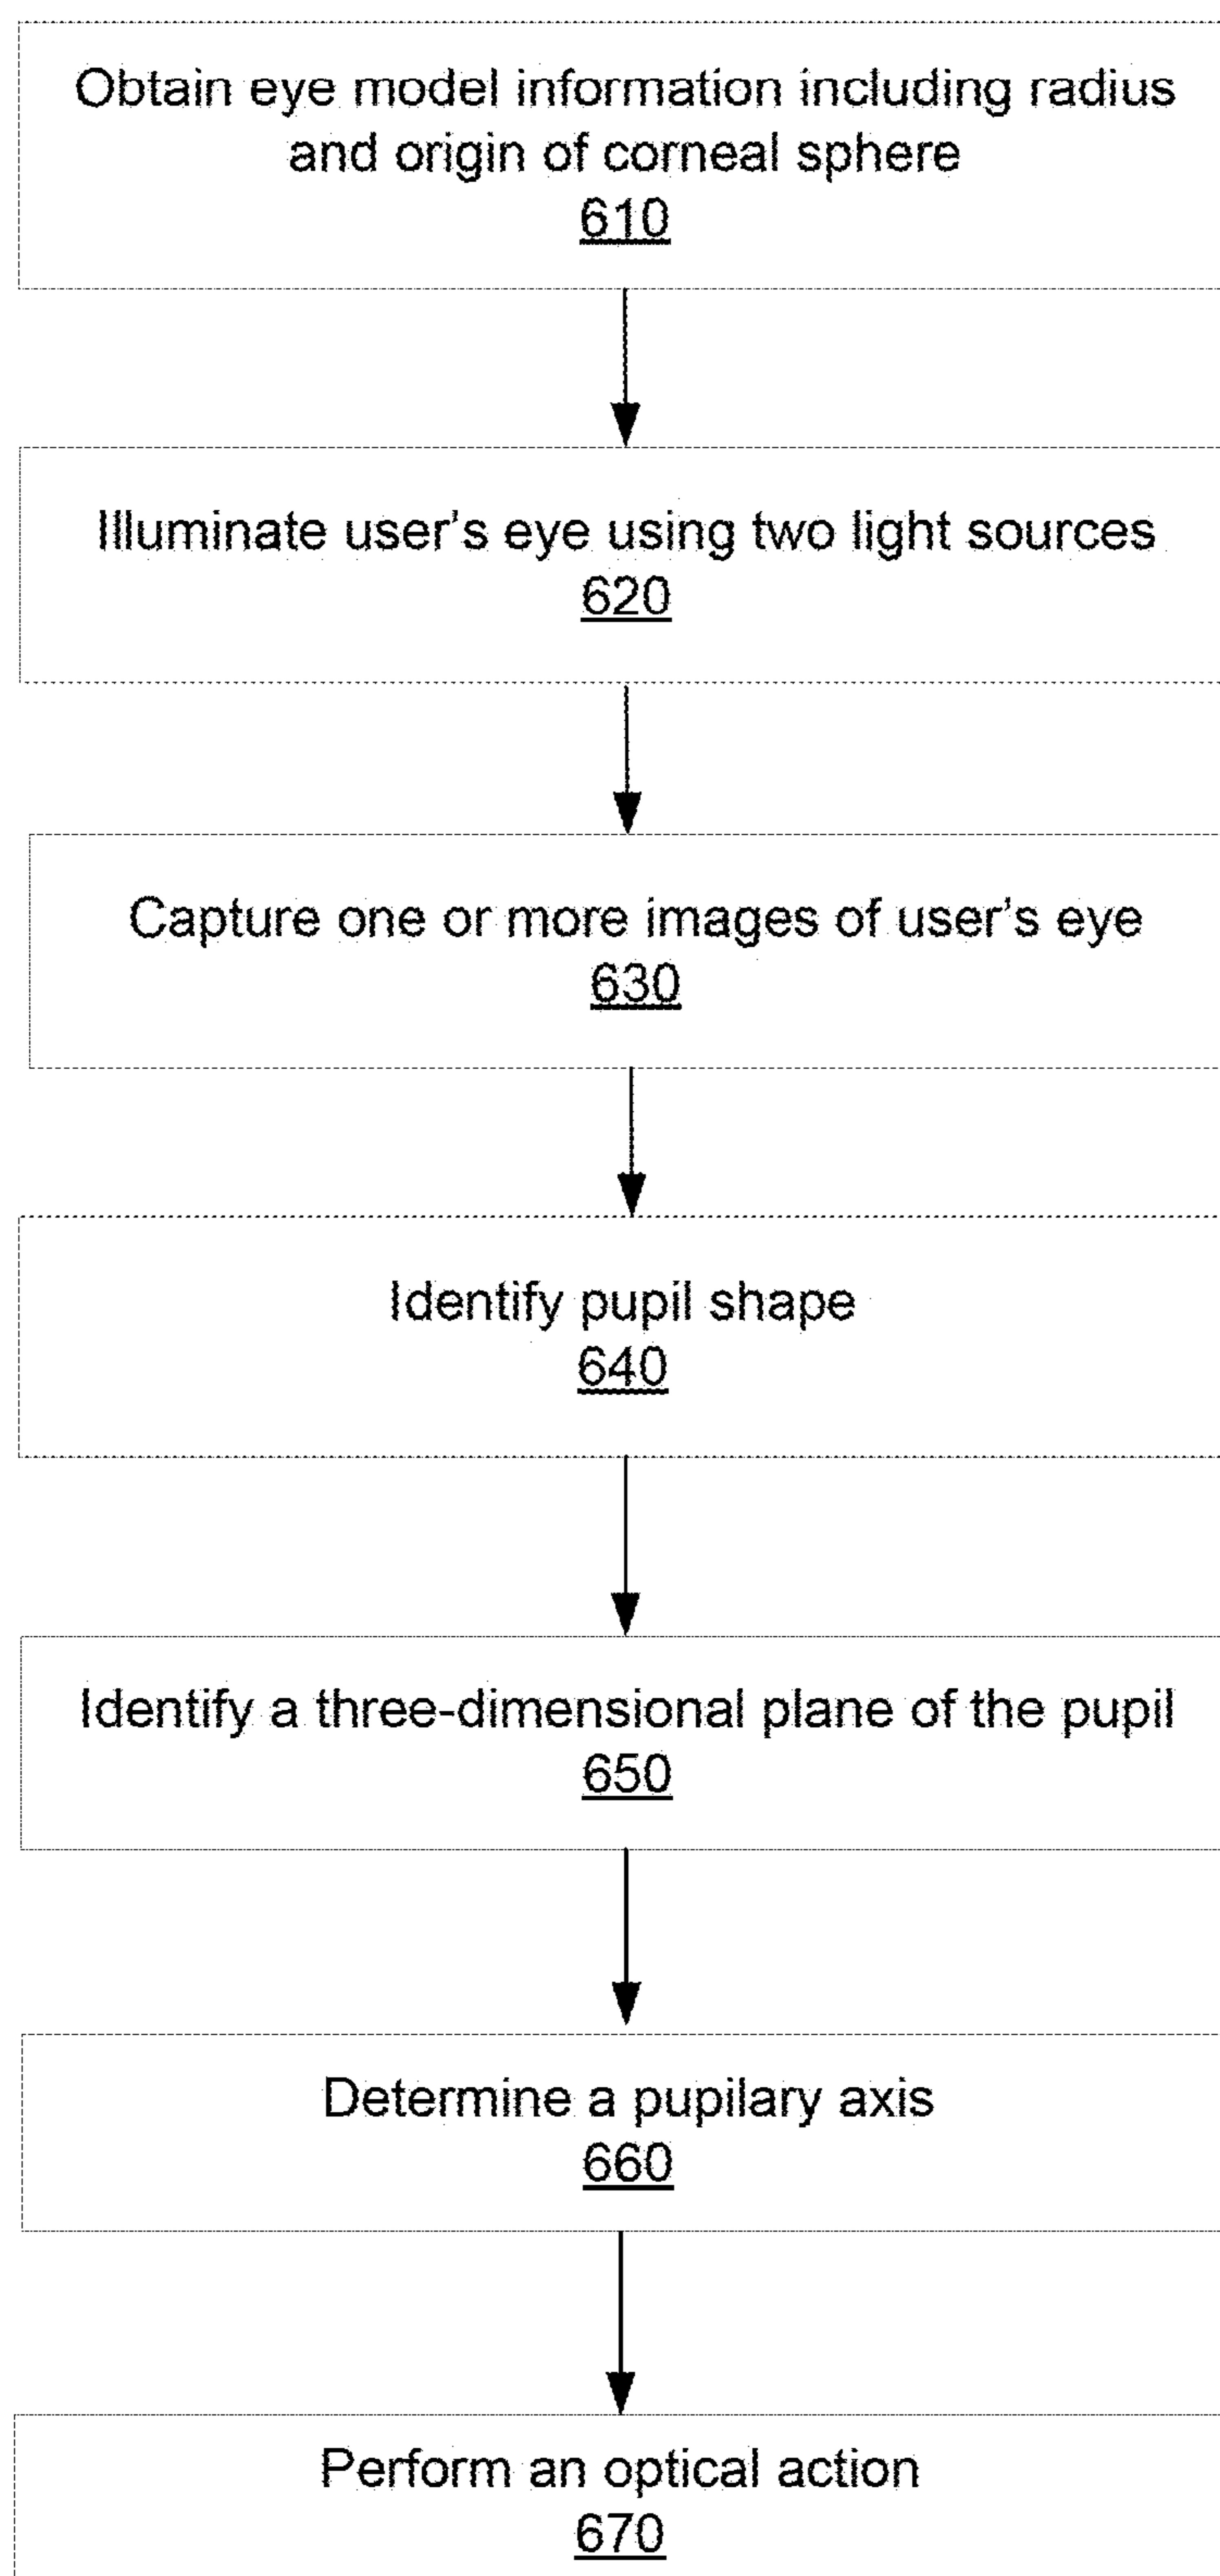 Obtain eye model information including radius
and origin of corneal sphere
610
Illuminate user's eye using two light sources
620
Capture one or more images of user's eye
630
Identify pupil shape
640
Identify a three-dimensional plane of the pupil
650
Determine a pupilary axis
660
Perform an optical action
670